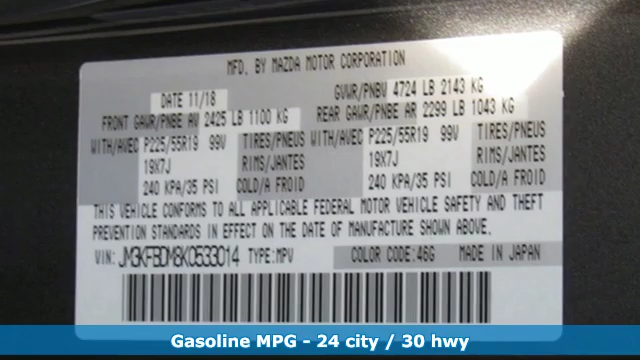 MFD. BY MAZDA MOTOR CORPORATION
DATE 11/18 GVWR/PNBV 4724 LB 2143 KG
FRONT GAWR/PNBE AV 2425 LB 1100 KG REAR GAWR/PNBE AR 2299 LB 1043 KG
WITH/AVEC P225/55R19 99V TIRES/PNEUS WITH/AVEC P225/55R19 99V TIRES/PNEUS
19X7J RIMS/JANTES 19X7J RIMS/JANTES
240 KPA/35 PSI COLD/A FROID 240 KPA/35 PSI COLD/A FROID
THIS VEHICLE CONFORMS TO ALL APPLICABLE FEDERAL MOTOR VEHICLE SAFETY AND THEFT
PREVENTION STANDARDS IN EFFECT ON THE DATE OF MANUFACTURE SHOWN ABOVE.
VIN: JM3KFBDM8K0533014 TYPE:MPV COLOR CODE:46G MADE IN JAPAN
Gasoline MPG - 24 city / 30 hwy